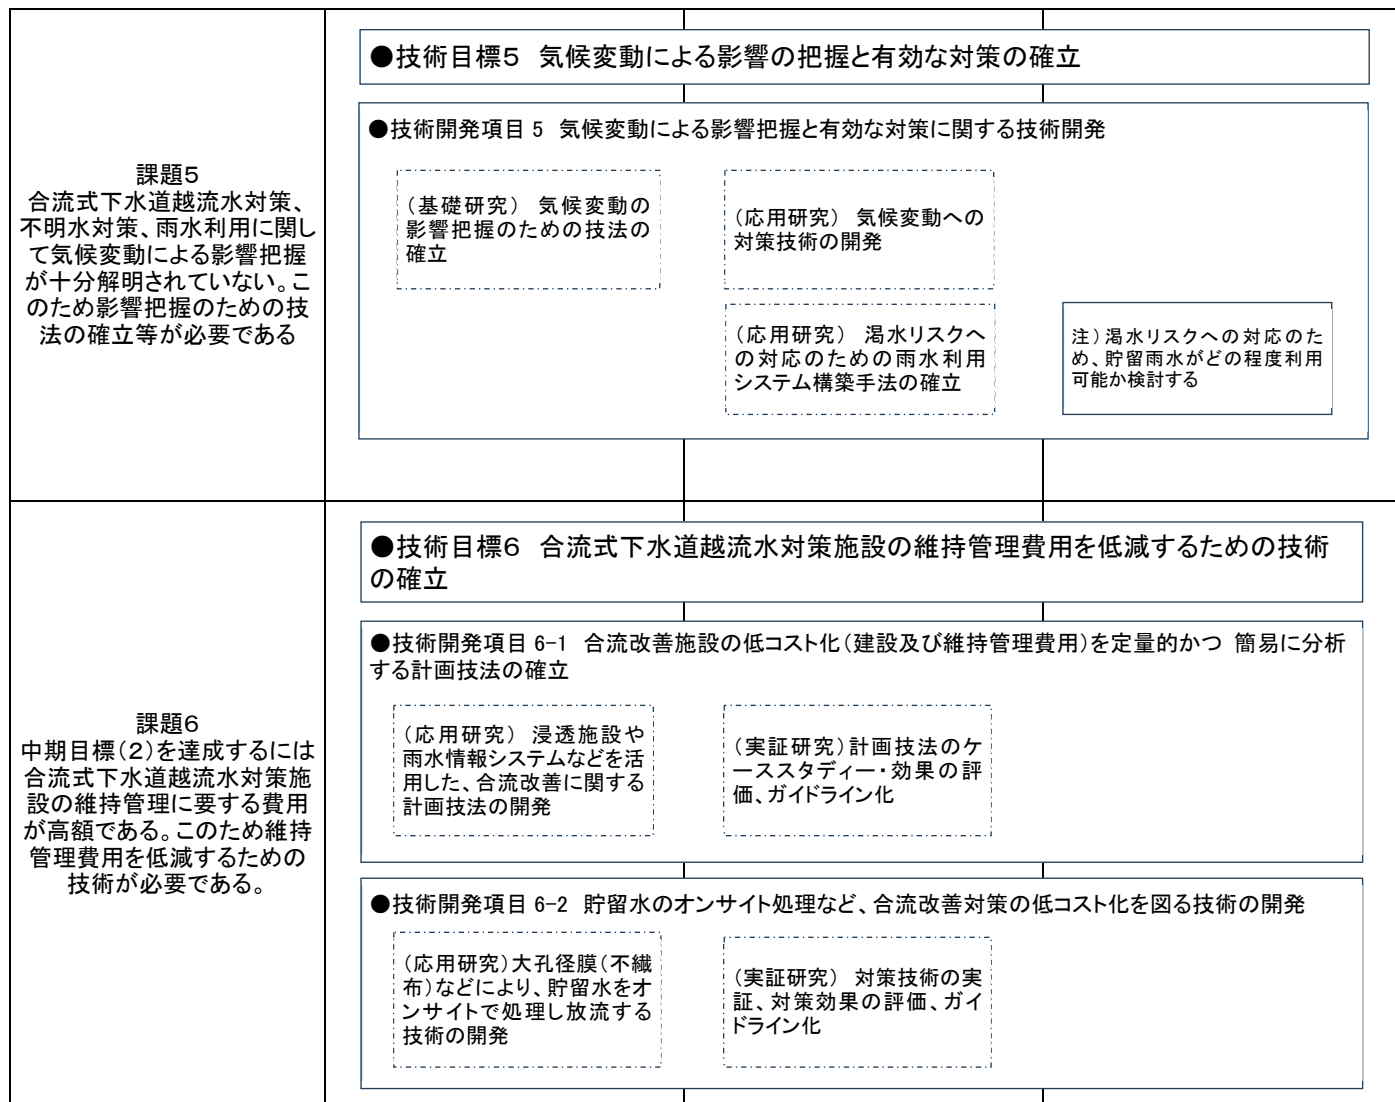 課題5
合流式下水道越流水対策、
不明水対策、雨水利用に関し
て気候変動による影響把握
が十分解明されていない。こ
のため影響把握のための技
法の確立等が必要である
●技術目標5 気候変動による影響の把握と有効な対策の確立
●技術開発項目 5 気候変動による影響把握と有効な対策に関する技術開発
(基礎研究) 気候変動の
影響把握のための技法の
確立
(応用研究) 気候変動への
対策技術の開発
(応用研究) 渇水リスクへ
の対応のための雨水利用
システム構築手法の確立
注)渇水リスクへの対応のた
め、貯留雨水がどの程度利用
可能か検討する
課題6
中期目標(2)を達成するには
合流式下水道越流水対策施
設の維持管理に要する費用
が高額である。このため維持
管理費用を低減するための
技術が必要である。
●技術目標6 合流式下水道越流水対策施設の維持管理費用を低減するための技術
の確立
●技術開発項目 6-1 合流改善施設の低コスト化(建設及び維持管理費用)を定量的かつ 簡易に分析
する計画技法の確立
(応用研究) 浸透施設や
雨水情報システムなどを活
用した、合流改善に関する
計画技法の開発
(実証研究)計画技法のケ
ーススタディー・効果の評
価、ガイドライン化
●技術開発項目 6-2 貯留水のオンサイト処理など、合流改善対策の低コスト化を図る技術の開発
(応用研究)大孔径膜(不織
布)などにより、貯留水をオ
ンサイトで処理し放流する
技術の開発
(実証研究) 対策技術の実
証、対策効果の評価、ガイ
ドライン化